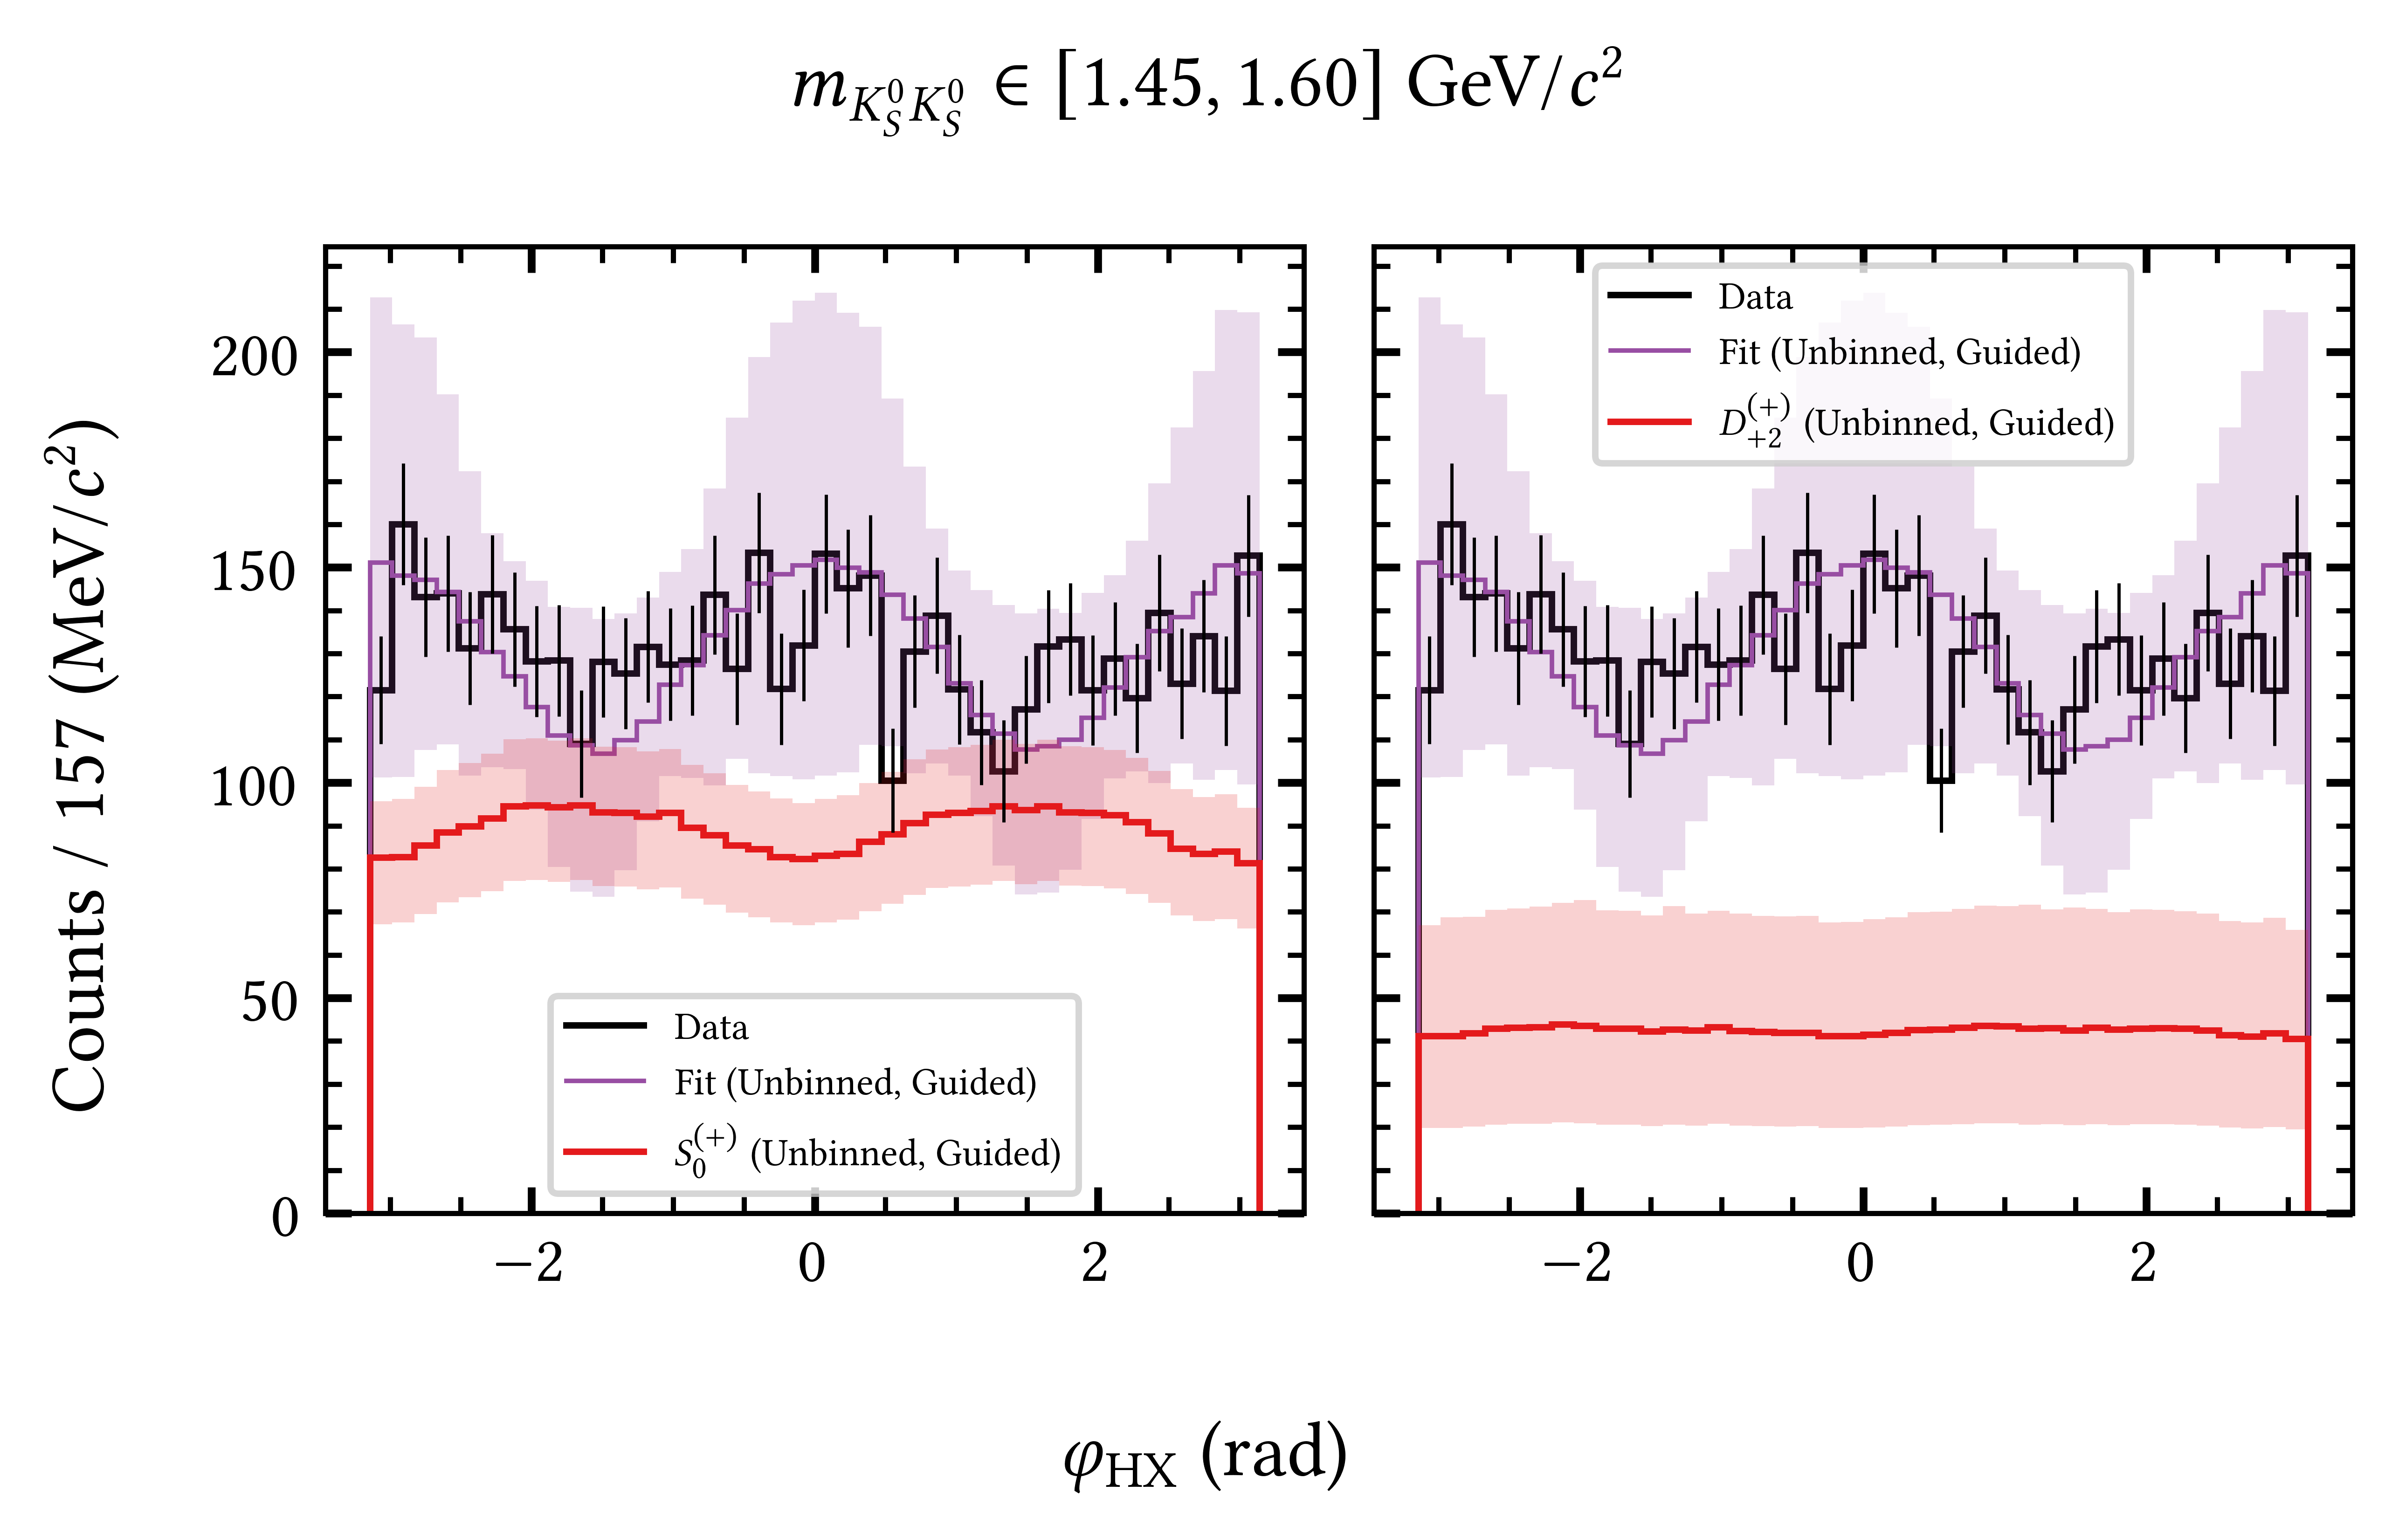 m_{K_S^0 K_S^0} ∈ [1.45, 1.60] GeV/c²
Counts / 157 (MeV/c²)
200
150
100
50
0
Data
Fit (Unbinned, Guided)
S_0^{(+)} (Unbinned, Guided)
−2
0
2
Data
Fit (Unbinned, Guided)
D_{+2}^{(+)} (Unbinned, Guided)
−2
0
2
φ_{HX} (rad)